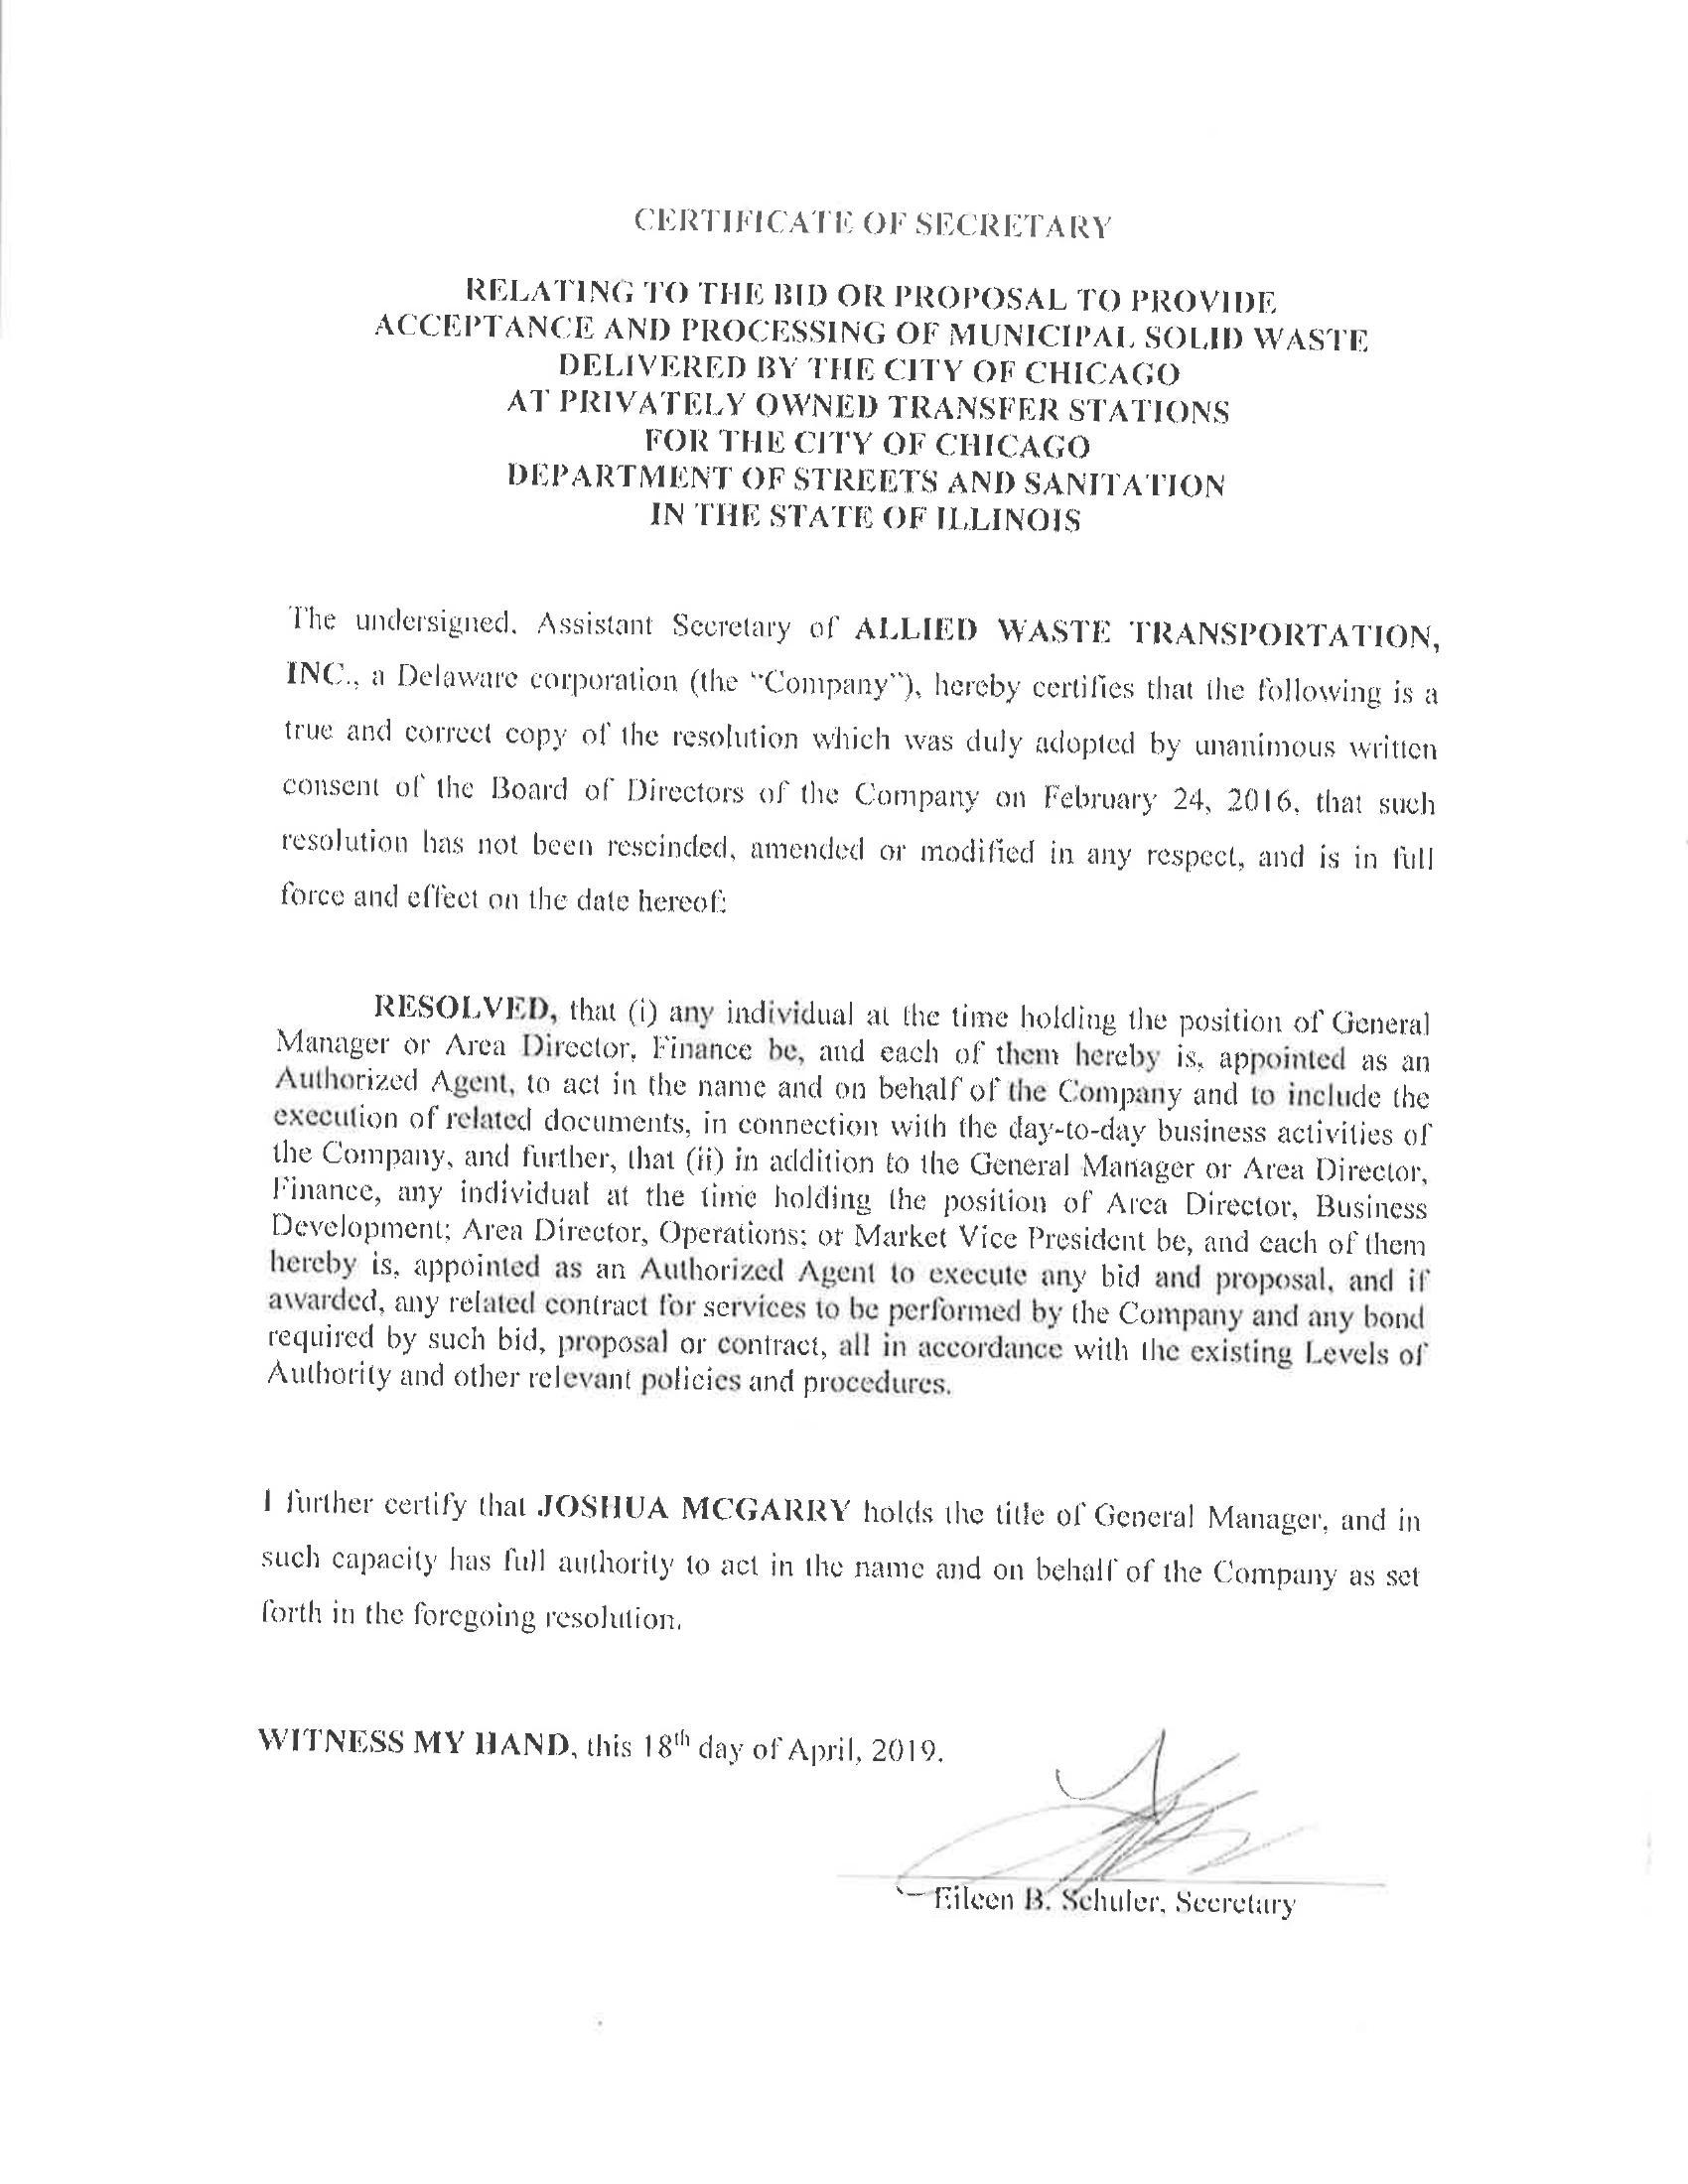 CERTIFICATE OF SECRETARY
RELATING TO THE BID OR PROPOSAL TO PROVIDE
ACCEPTANCE AND PROCESSING OF MUNICIPAL SOLID WASTE
DELIVERED BY THE CITY OF CHICAGO
AT PRIVATELY OWNED TRANSFER STATIONS
FOR THE CITY OF CHICAGO
DEPARTMENT OF STREETS AND SANITATION
IN THE STATE OF ILLINOIS
The undersigned, Assistant Secretary of ALLIED WASTE TRANSPORTATION,
INC., a Delaware corporation (the “Company”), hereby certifies that the following is a
true and correct copy of the resolution which was duly adopted by unanimous written
consent of the Board of Directors of the Company on February 24, 2016, that such
resolution has not been rescinded, amended or modified in any respect, and is in full
force and effect on the date hereof:
RESOLVED, that (i) any individual at the time holding the position of General
Manager or Area Director, Finance be, and each of them hereby is, appointed as an
Authorized Agent, to act in the name and on behalf of the Company and to include the
execution of related documents, in connection with the day-to-day business activities of
the Company, and further, that (ii) in addition to the General Manager or Area Director,
Finance, any individual at the time holding the position of Area Director, Business
Development; Area Director, Operations; or Market Vice President be, and each of them
hereby is, appointed as an Authorized Agent to execute any bid and proposal, and if
awarded, any related contract for services to be performed by the Company and any bond
required by such bid, proposal or contract, all in accordance with the existing Levels of
Authority and other relevant policies and procedures.
I further certify that JOSHUA MCGARRY holds the title of General Manager, and in
such capacity has full authority to act in the name and on behalf of the Company as set
forth in the foregoing resolution.
WITNESS MY HAND, this 18th day of April, 2019.
Eileen B. Schuler, Secretary